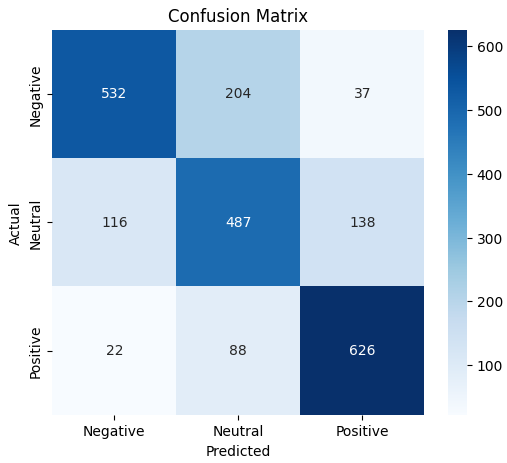 Confusion Matrix
Actual
Negative
Neutral
Positive
532 204 37
116 487 138
22 88 626
Negative Neutral Positive
Predicted
600
500
400
300
200
100